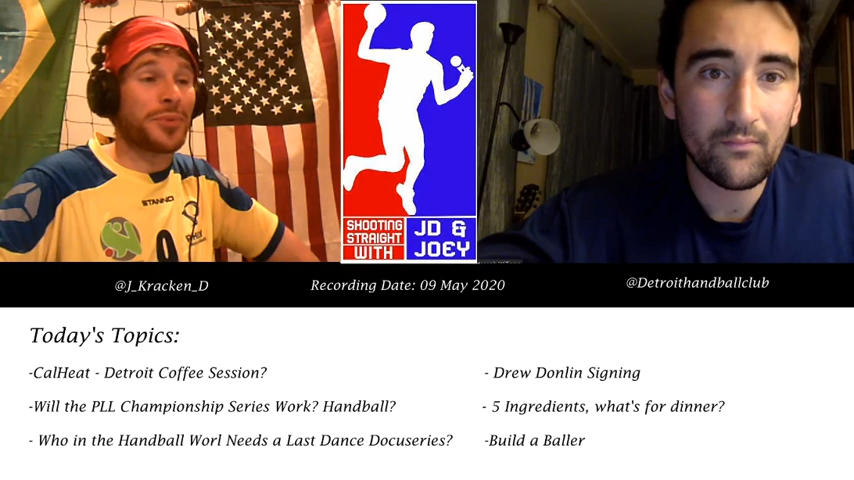 STANNO
9
SHOOTING
STRAIGHT
WITH
JD &
JOEY
@J_Kracken_D
Recording Date: 09 May 2020
@Detroithandballclub
Today's Topics:
-CalHeat - Detroit Coffee Session?
- Drew Donlin Signing
-Will the PLL Championship Series Work? Handball?
- 5 Ingredients, what's for dinner?
- Who in the Handball Worl Needs a Last Dance Docuseries?
-Build a Baller